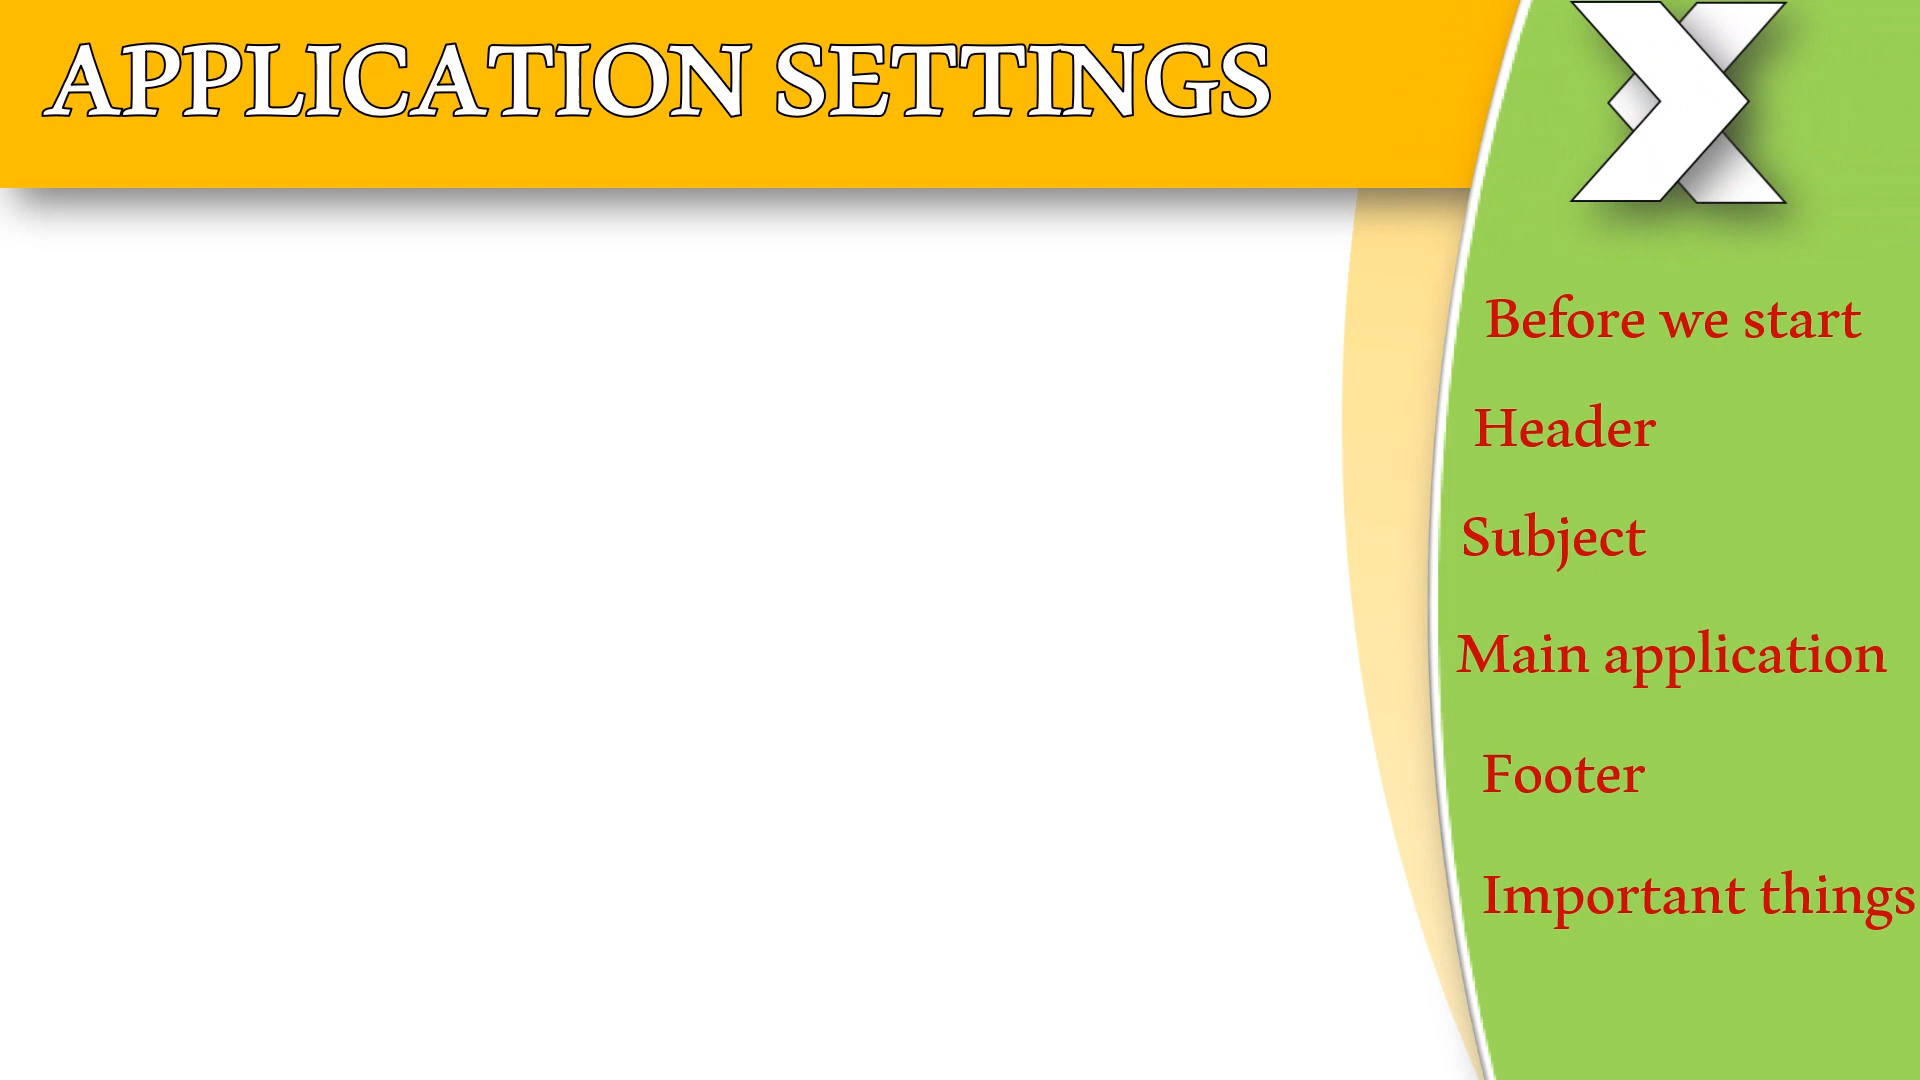 APPLICATION SETTINGS
Before we start
Header
Subject
Main application
Footer
Important things